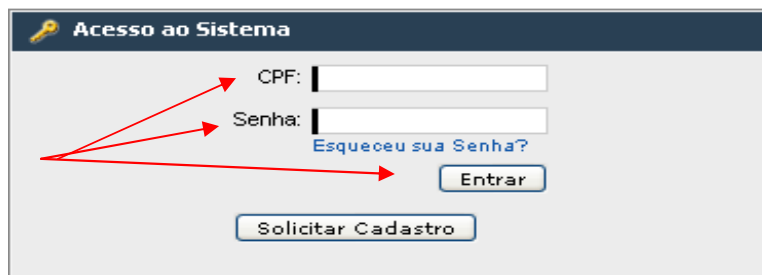 Acesso ao Sistema
CPF:
Senha:
Esqueceu sua Senha?
Entrar
Solicitar Cadastro